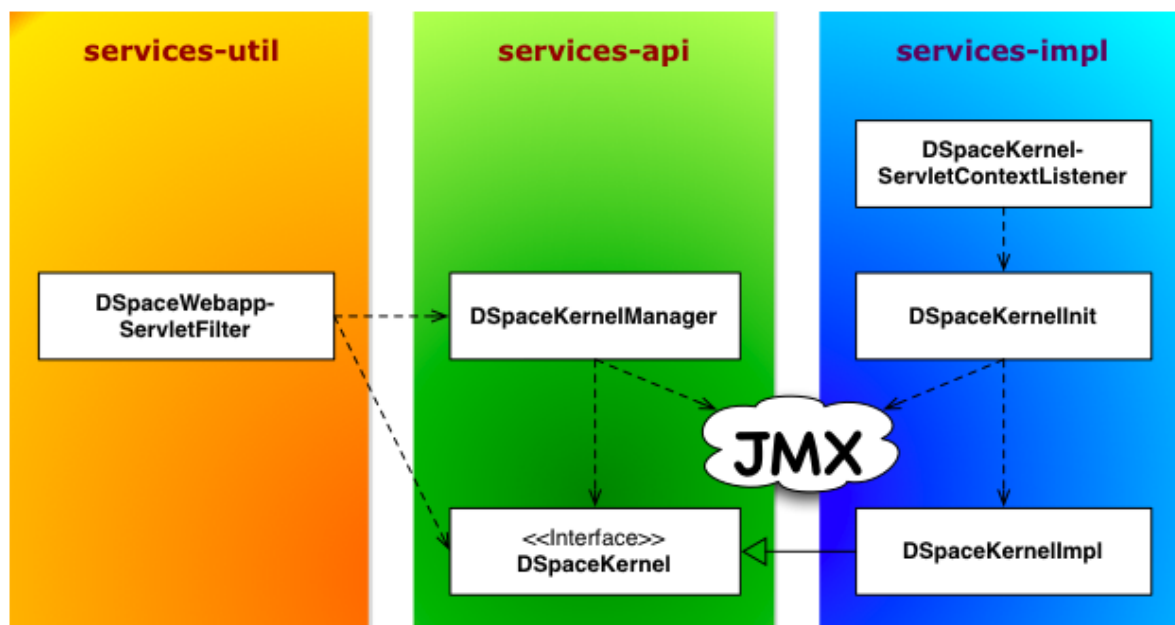 services-util
services-api
services-impl
DSpaceKernel-
ServletContextListener
DSpaceWebapp-
ServletFilter
DSpaceKernelManager
DSpaceKernelInit
JMX
<<Interface>>
DSpaceKernel
DSpaceKernelImpl